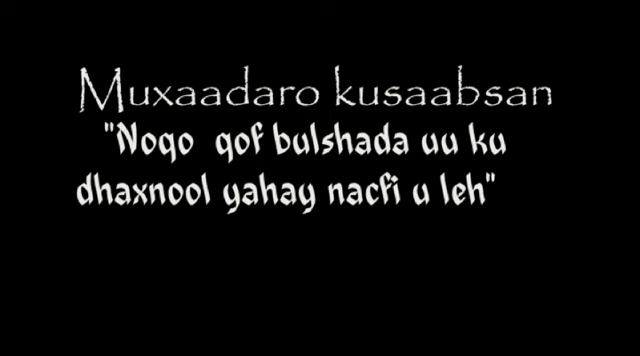 Muxaadaro kusaabsan
"Noqo qof bulshada uu ku
dhaxnool yahay nacfi u leh"